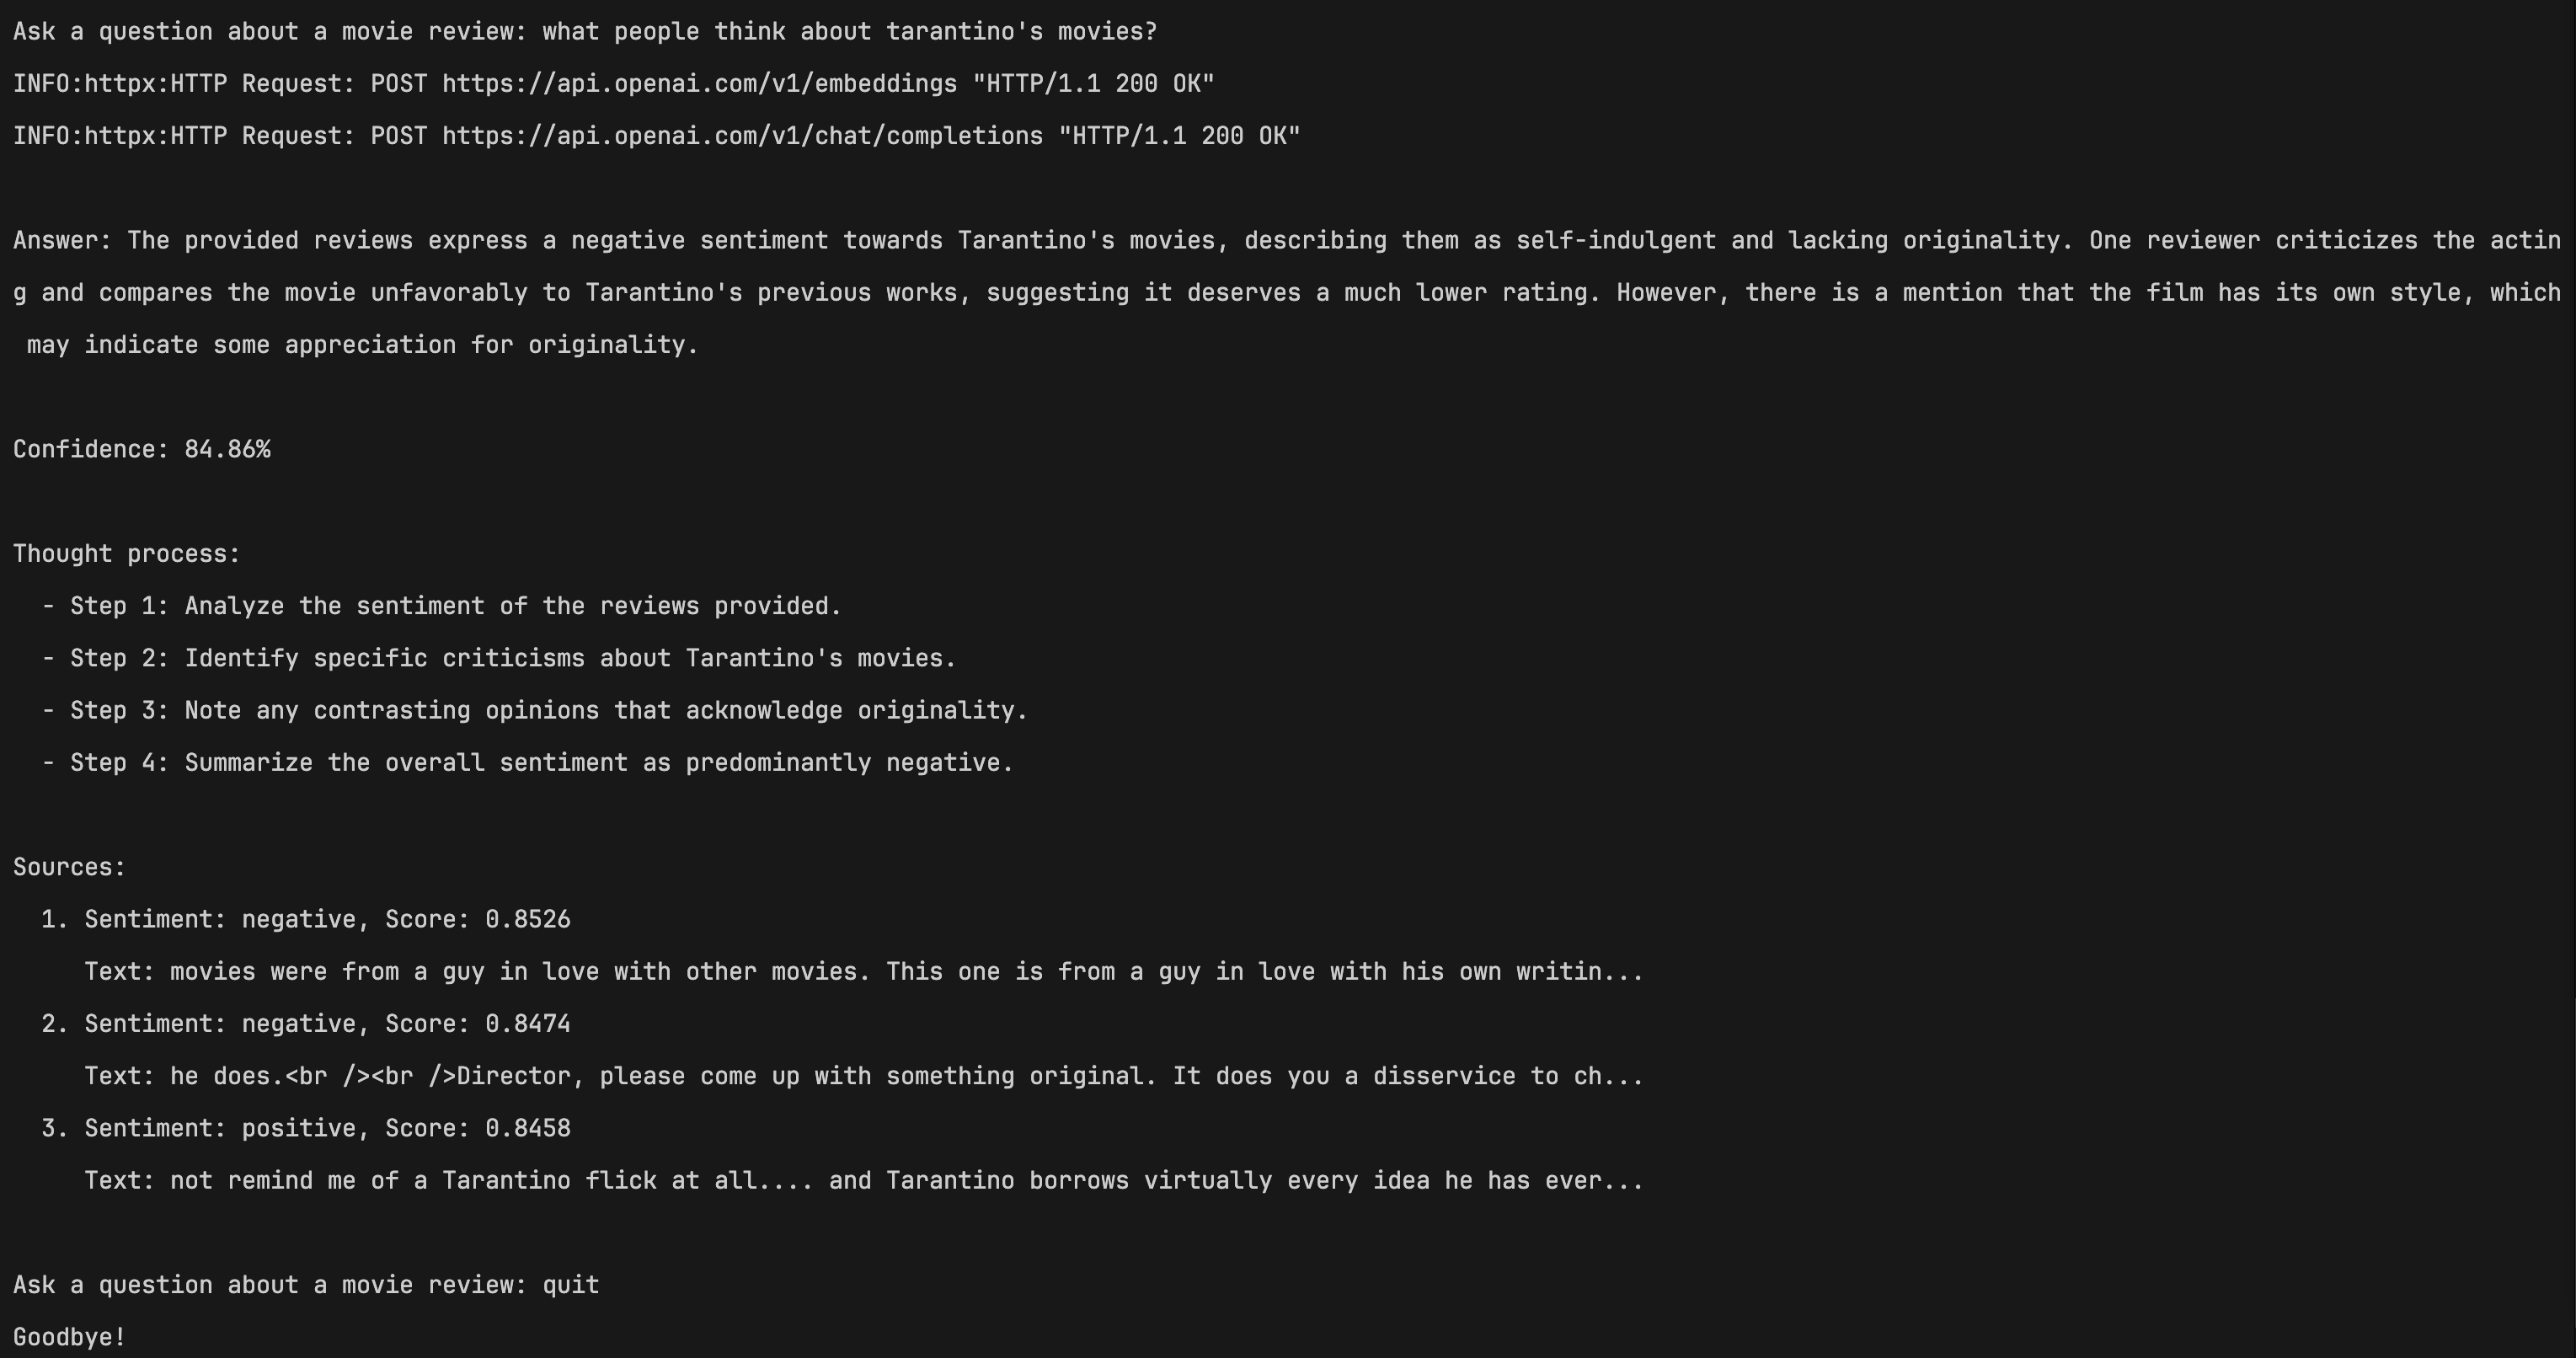 Ask a question about a movie review: what people think about tarantino's movies?
INFO:httpx:HTTP Request: POST https://api.openai.com/v1/embeddings "HTTP/1.1 200 OK"
INFO:httpx:HTTP Request: POST https://api.openai.com/v1/chat/completions "HTTP/1.1 200 OK"
Answer: The provided reviews express a negative sentiment towards Tarantino's movies, describing them as self-indulgent and lacking originality. One reviewer criticizes the actin
g and compares the movie unfavorably to Tarantino's previous works, suggesting it deserves a much lower rating. However, there is a mention that the film has its own style, which
 may indicate some appreciation for originality.
Confidence: 84.86%
Thought process:
  - Step 1: Analyze the sentiment of the reviews provided.
  - Step 2: Identify specific criticisms about Tarantino's movies.
  - Step 3: Note any contrasting opinions that acknowledge originality.
  - Step 4: Summarize the overall sentiment as predominantly negative.
Sources:
  1. Sentiment: negative, Score: 0.8526
     Text: movies were from a guy in love with other movies. This one is from a guy in love with his own writin...
  2. Sentiment: negative, Score: 0.8474
     Text: he does.<br /><br />Director, please come up with something original. It does you a disservice to ch...
  3. Sentiment: positive, Score: 0.8458
     Text: not remind me of a Tarantino flick at all.... and Tarantino borrows virtually every idea he has ever...
Ask a question about a movie review: quit
Goodbye!